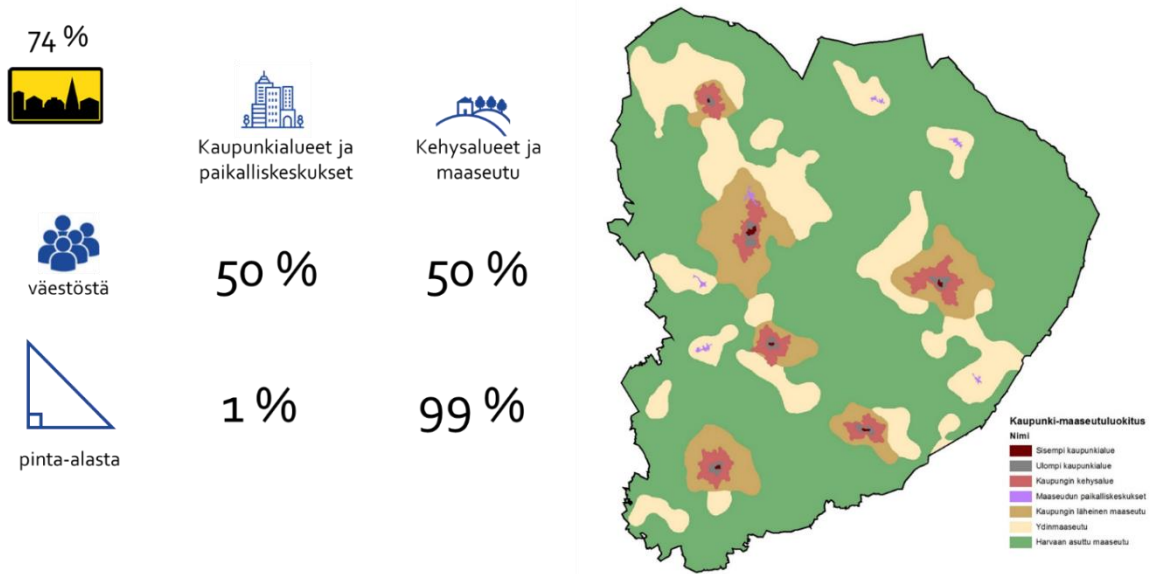 74 %
Kaupunkialueet ja
paikalliskeskukset
Kehysalueet ja
maaseutu
väestöstä
50 %
50 %
pinta-alasta
1 %
99 %
Kaupunki-maaseutuluokitus
Nimi
Sisempi kaupunkialue
Ulompi kaupunkialue
Kaupungin kehysalue
Maaseudun paikalliskeskukset
Kaupungin läheinen maaseutu
Ydinmaaseutu
Harvaan asuttu maaseutu